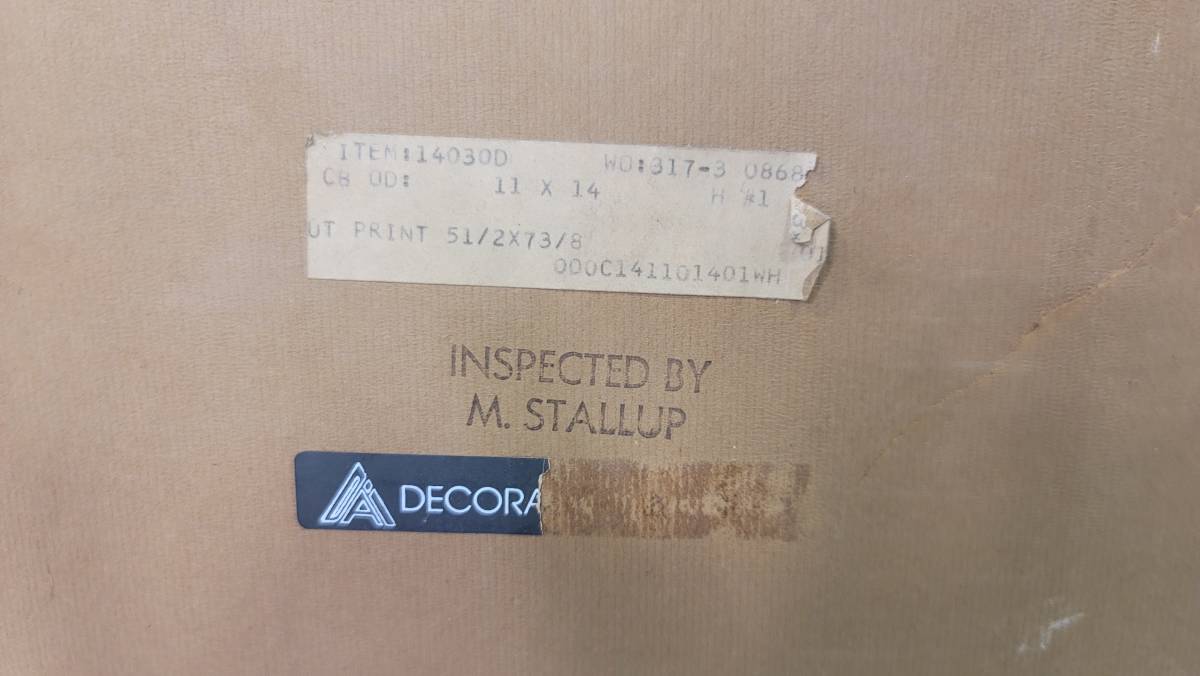 ITEM:14030D WO:317-3 0868
CB OD: 11 X 14 H #1
UT PRINT 51/2X73/8
000C141101401WH
INSPECTED BY
M. STALLUP
DECORA